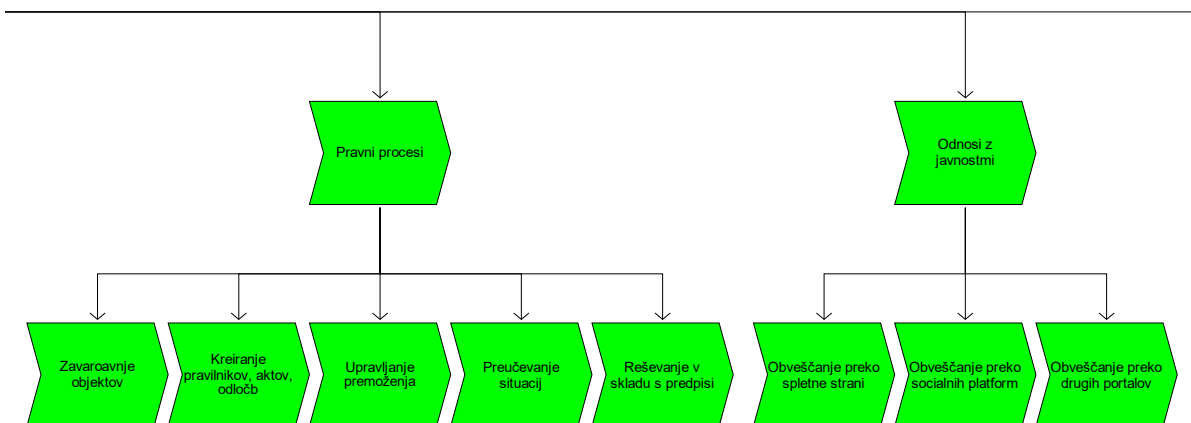 Pravni procesi
Odnosi z
javnostmi
Zavaroavnje
objektov
Kreiranje
pravilnikov, aktov,
odločb
Upravljanje
premoženja
Preučevanje
situacij
Reševanje v
skladu s predpisi
Obveščanje preko
spletne strani
Obveščanje preko
socialnih platform
Obveščanje preko
drugih portalov